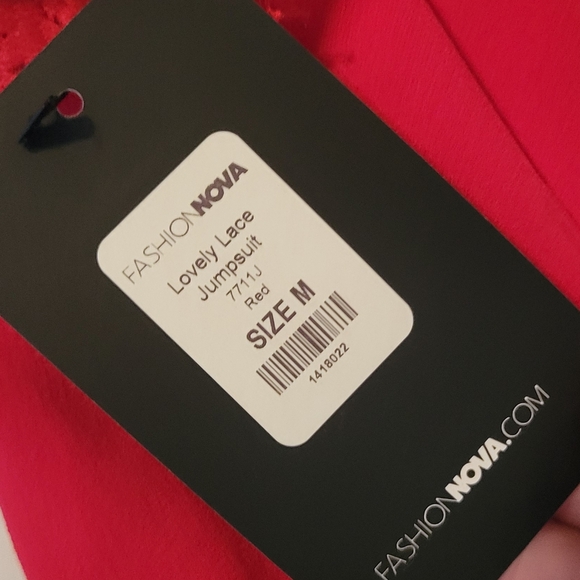 FASHIONNOVA
Lovely Lace
Jumpsuit
7711J
Red
SIZE M
1418022
FASHIONNOVA.COM